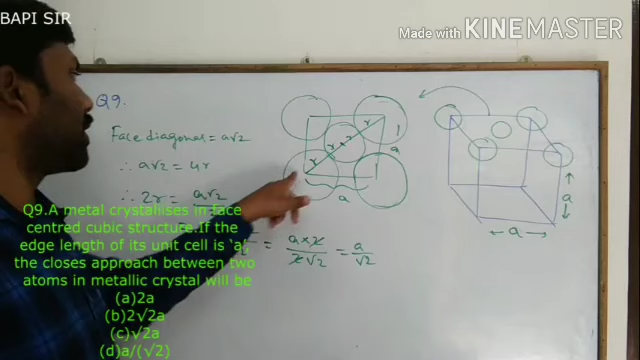 BAPI SIR
Made with KINEMASTER
Q9.
Face diagonal = a√2
∴ a√2 = 4r
∴ 2r = a√2
= a×2 / 2√2 = a/√2
r
r
r
r
a
a
a
a
Q9.A metal crystallises in face
centred cubic structure.If the
edge length of its unit cell is 'a',
the closes approach between two
atoms in metallic crystal will be
(a)2a
(b)2√2a
(c)√2a
(d)a/(√2)